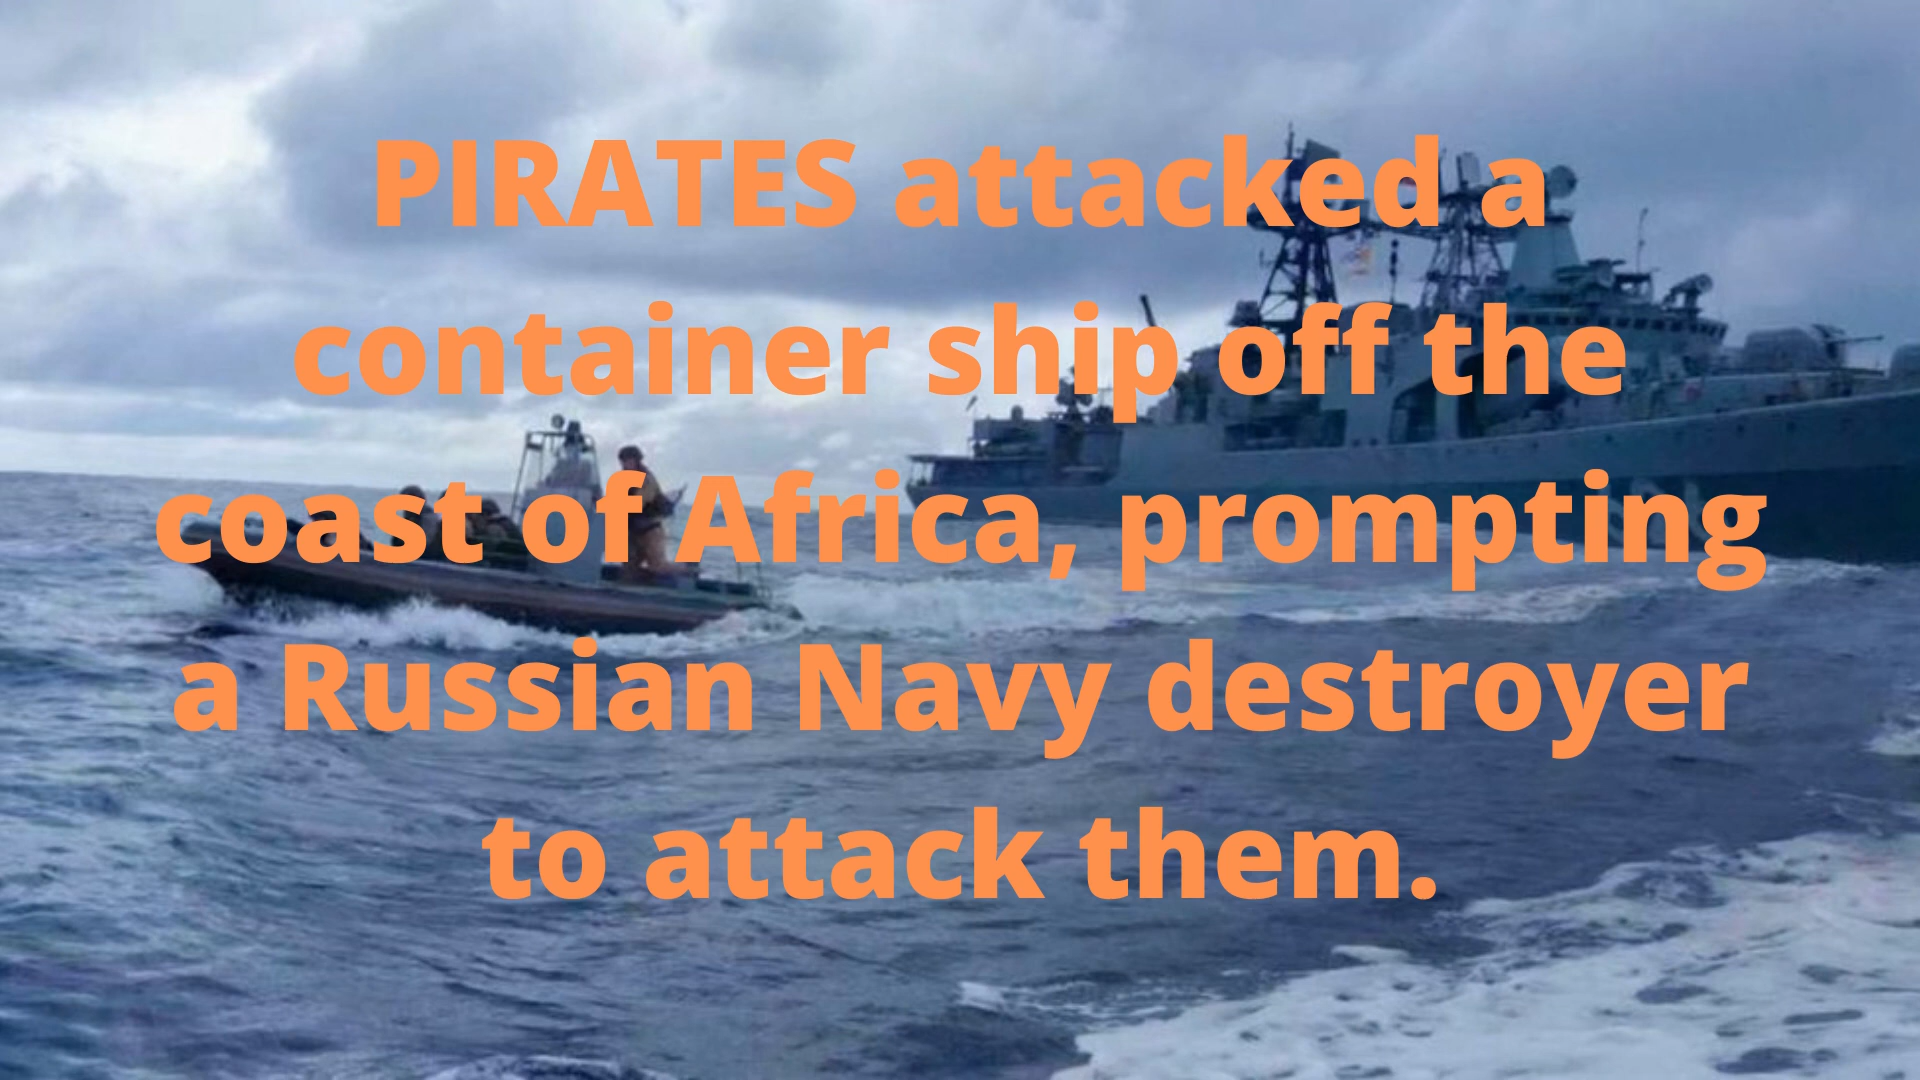 PIRATES attacked a
container ship off the
coast of Africa, prompting
a Russian Navy destroyer
to attack them.